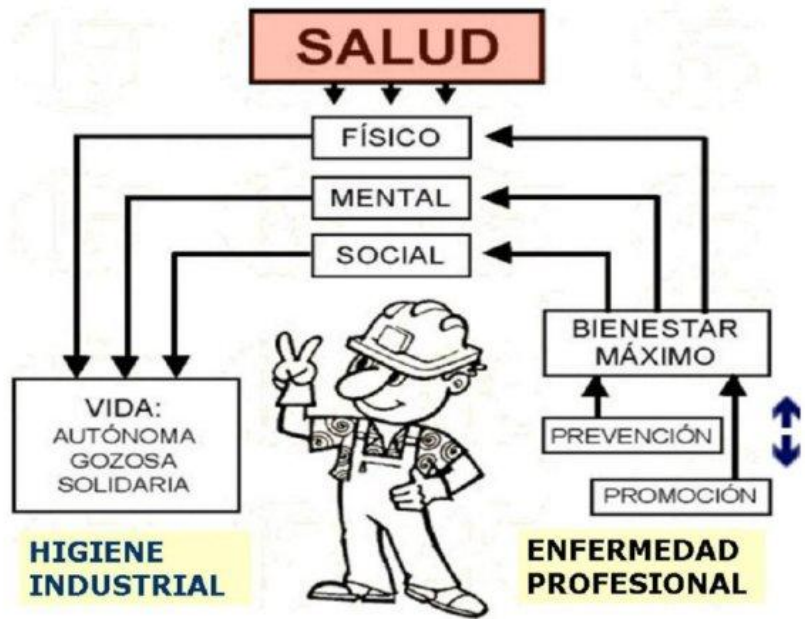 SALUD
FÍSICO
MENTAL
SOCIAL
BIENESTAR
MÁXIMO
VIDA:
AUTÓNOMA
GOZOSA
SOLIDARIA
PREVENCIÓN
PROMOCIÓN
HIGIENE
INDUSTRIAL
ENFERMEDAD
PROFESIONAL